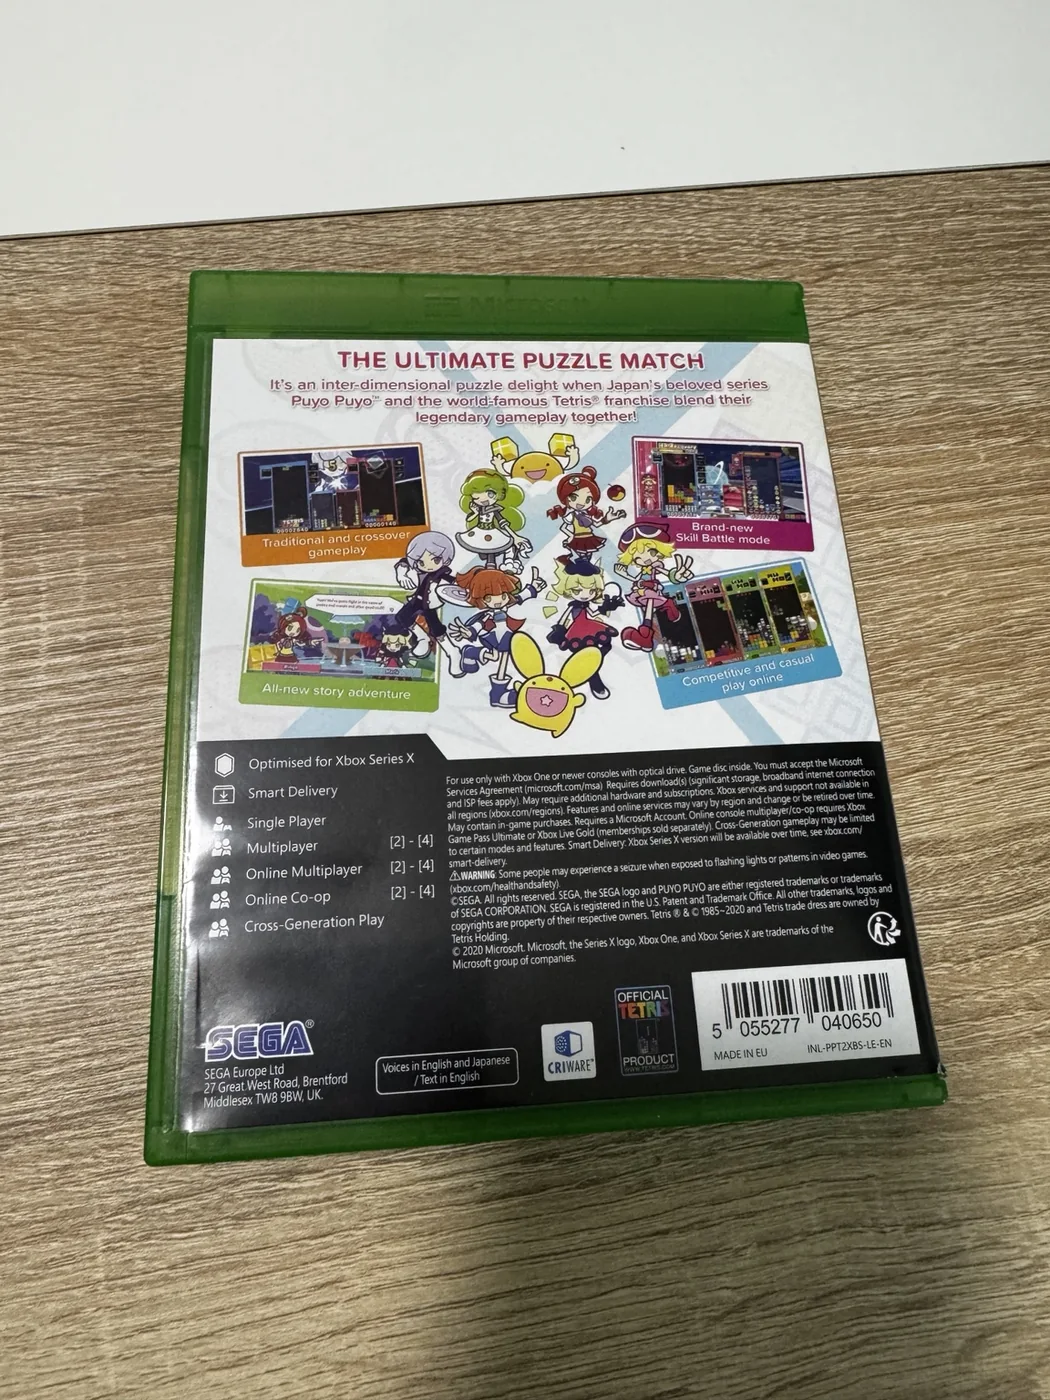 Microsoft
THE ULTIMATE PUZZLE MATCH
It's an inter-dimensional puzzle delight when Japan's beloved series
Puyo Puyo™ and the world-famous Tetris® franchise blend their
legendary gameplay together!
Traditional and crossover
gameplay
Brand-new
Skill Battle mode
All-new story adventure
Competitive and casual
play online
Optimised for Xbox Series X
Smart Delivery
Single Player
Multiplayer [2] - [4]
Online Multiplayer [2] - [4]
Online Co-op [2] - [4]
Cross-Generation Play
For use only with Xbox One or newer consoles with optical drive. Game disc inside. You must accept the Microsoft
Services Agreement (microsoft.com/msa). Requires download(s) (significant storage, broadband internet connection
and ISP fees apply). May require additional hardware and subscriptions. Xbox services and support not available in
all regions (xbox.com/regions). Features and online services may vary by region and change or be retired over time.
May contain in-game purchases. Requires a Microsoft Account. Online console multiplayer/co-op requires Xbox
Game Pass Ultimate or Xbox Live Gold (memberships sold separately). Cross-Generation gameplay may be limited
to certain modes and features. Smart Delivery: Xbox Series X version will be available over time, see xbox.com/
smart-delivery.
⚠WARNING Some people may experience a seizure when exposed to flashing lights or patterns in video games.
(xbox.com/healthandsafety).
©SEGA. All rights reserved. SEGA, the SEGA logo and PUYO PUYO are either registered trademarks or trademarks
of SEGA CORPORATION. SEGA is registered in the U.S. Patent and Trademark Office. All other trademarks, logos and
copyrights are property of their respective owners. Tetris ® & © 1985~2020 and Tetris trade dress are owned by
Tetris Holding.
© 2020 Microsoft. Microsoft, the Series X logo, Xbox One, and Xbox Series X are trademarks of the
Microsoft group of companies.
SEGA®
SEGA Europe Ltd
27 Great West Road, Brentford
Middlesex TW8 9BW, UK.
Voices in English and Japanese
/ Text in English
CRIWARE™
OFFICIAL
TETRIS
PRODUCT
WWW.TETRIS.COM
5 055277 040650
MADE IN EU INL-PPT2XBS-LE-EN